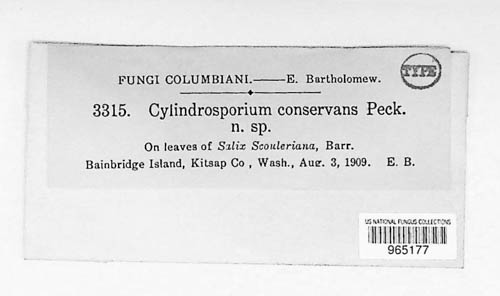 TYPE
FUNGI COLUMBIANI.——E. Bartholomew.
3315. Cylindrosporium conservans Peck.
n. sp.
On leaves of Salix Scouleriana, Barr.
Bainbridge Island, Kitsap Co , Wash., Aug. 3, 1909. E. B.
US NATIONAL FUNGUS COLLECTIONS
965177